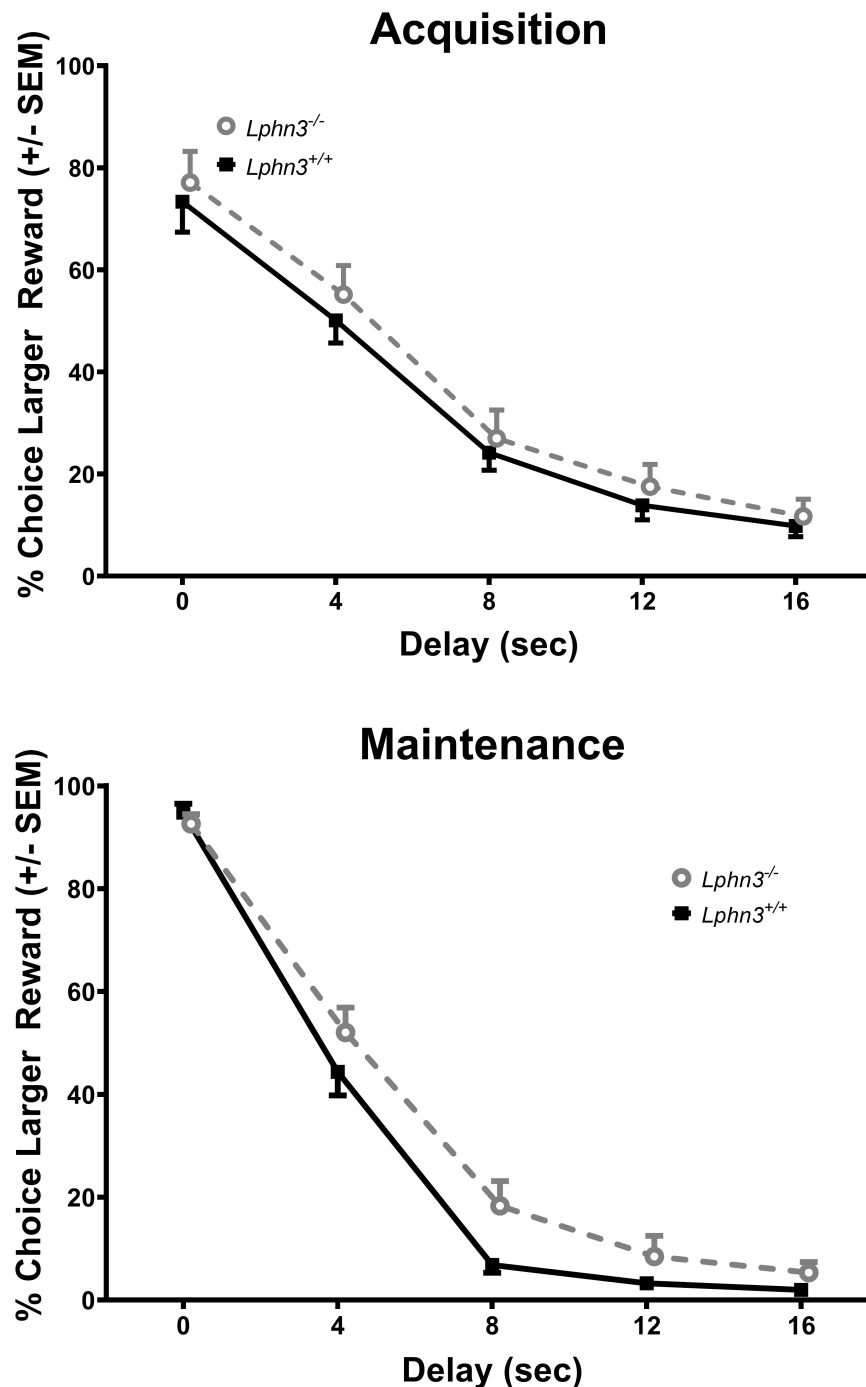 Acquisition
% Choice Larger Reward (+/- SEM)
100
80
60
40
20
0
Lphn3-/-
Lphn3+/+
0 4 8 12 16
Delay (sec)
Maintenance
% Choice Larger Reward (+/- SEM)
100
80
60
40
20
0
Lphn3-/-
Lphn3+/+
0 4 8 12 16
Delay (sec)